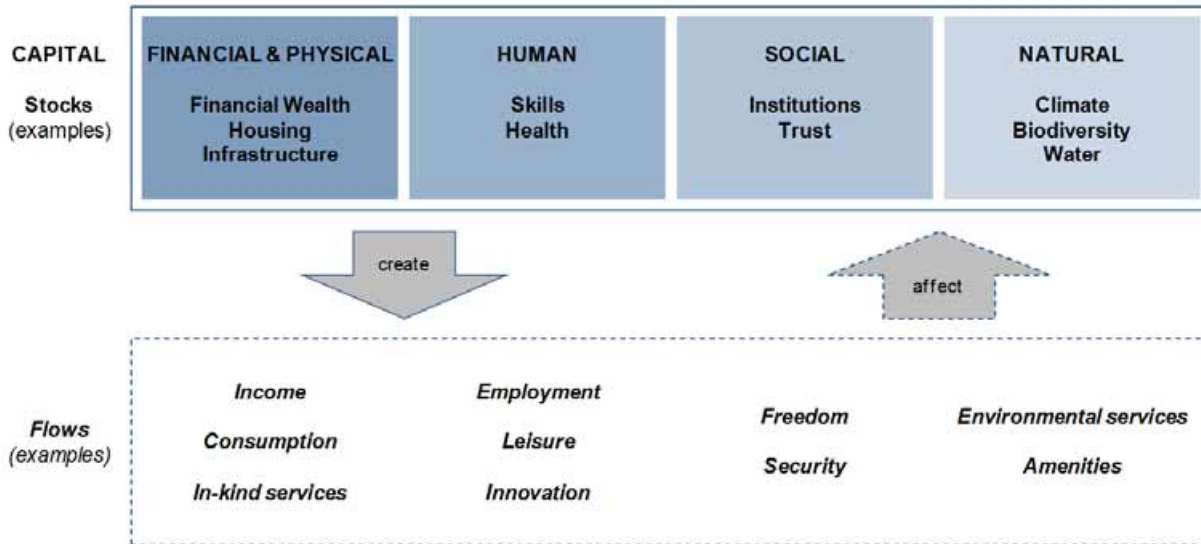 CAPITAL
FINANCIAL & PHYSICAL
HUMAN
SOCIAL
NATURAL
Stocks
(examples)
Financial Wealth
Housing
Infrastructure
Skills
Health
Institutions
Trust
Climate
Biodiversity
Water
create
affect
Flows
(examples)
Income
Consumption
In-kind services
Employment
Leisure
Innovation
Freedom
Security
Environmental services
Amenities